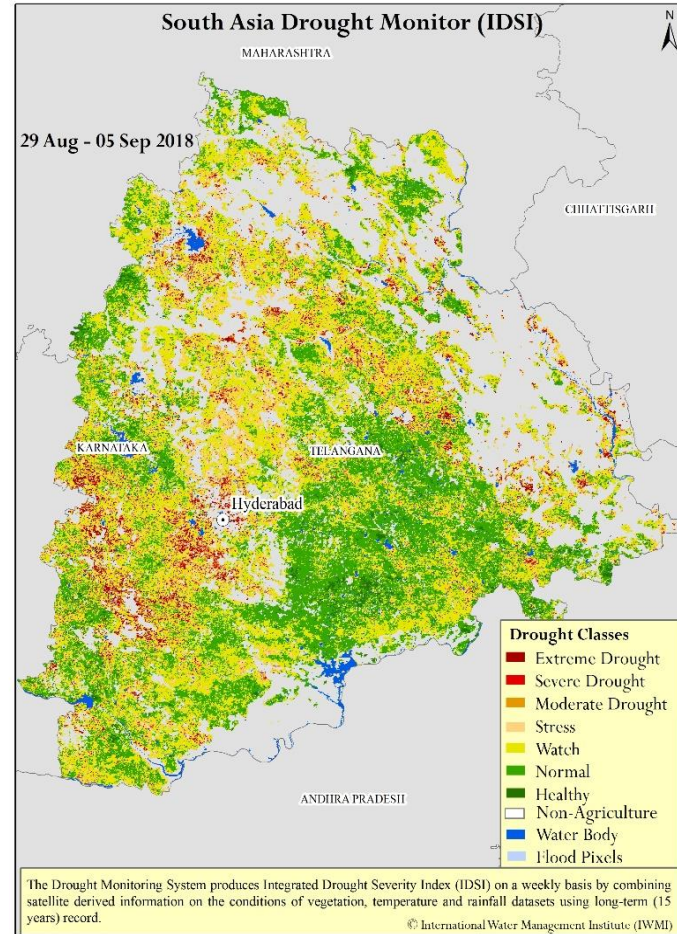 South Asia Drought Monitor (IDSI)
N
MAHARASHTRA
29 Aug - 05 Sep 2018
CHHATTISGARH
KARNATAKA
TELANGANA
Hyderabad
Drought Classes
Extreme Drought
Severe Drought
Moderate Drought
Stress
Watch
Normal
Healthy
Non-Agriculture
Water Body
Flood Pixels
ANDHRA PRADESH
The Drought Monitoring System produces Integrated Drought Severity Index (IDSI) on a weekly basis by combining
satellite derived information on the conditions of vegetation, temperature and rainfall datasets using long-term (15
years) record.
© International Water Management Institute (IWMI)